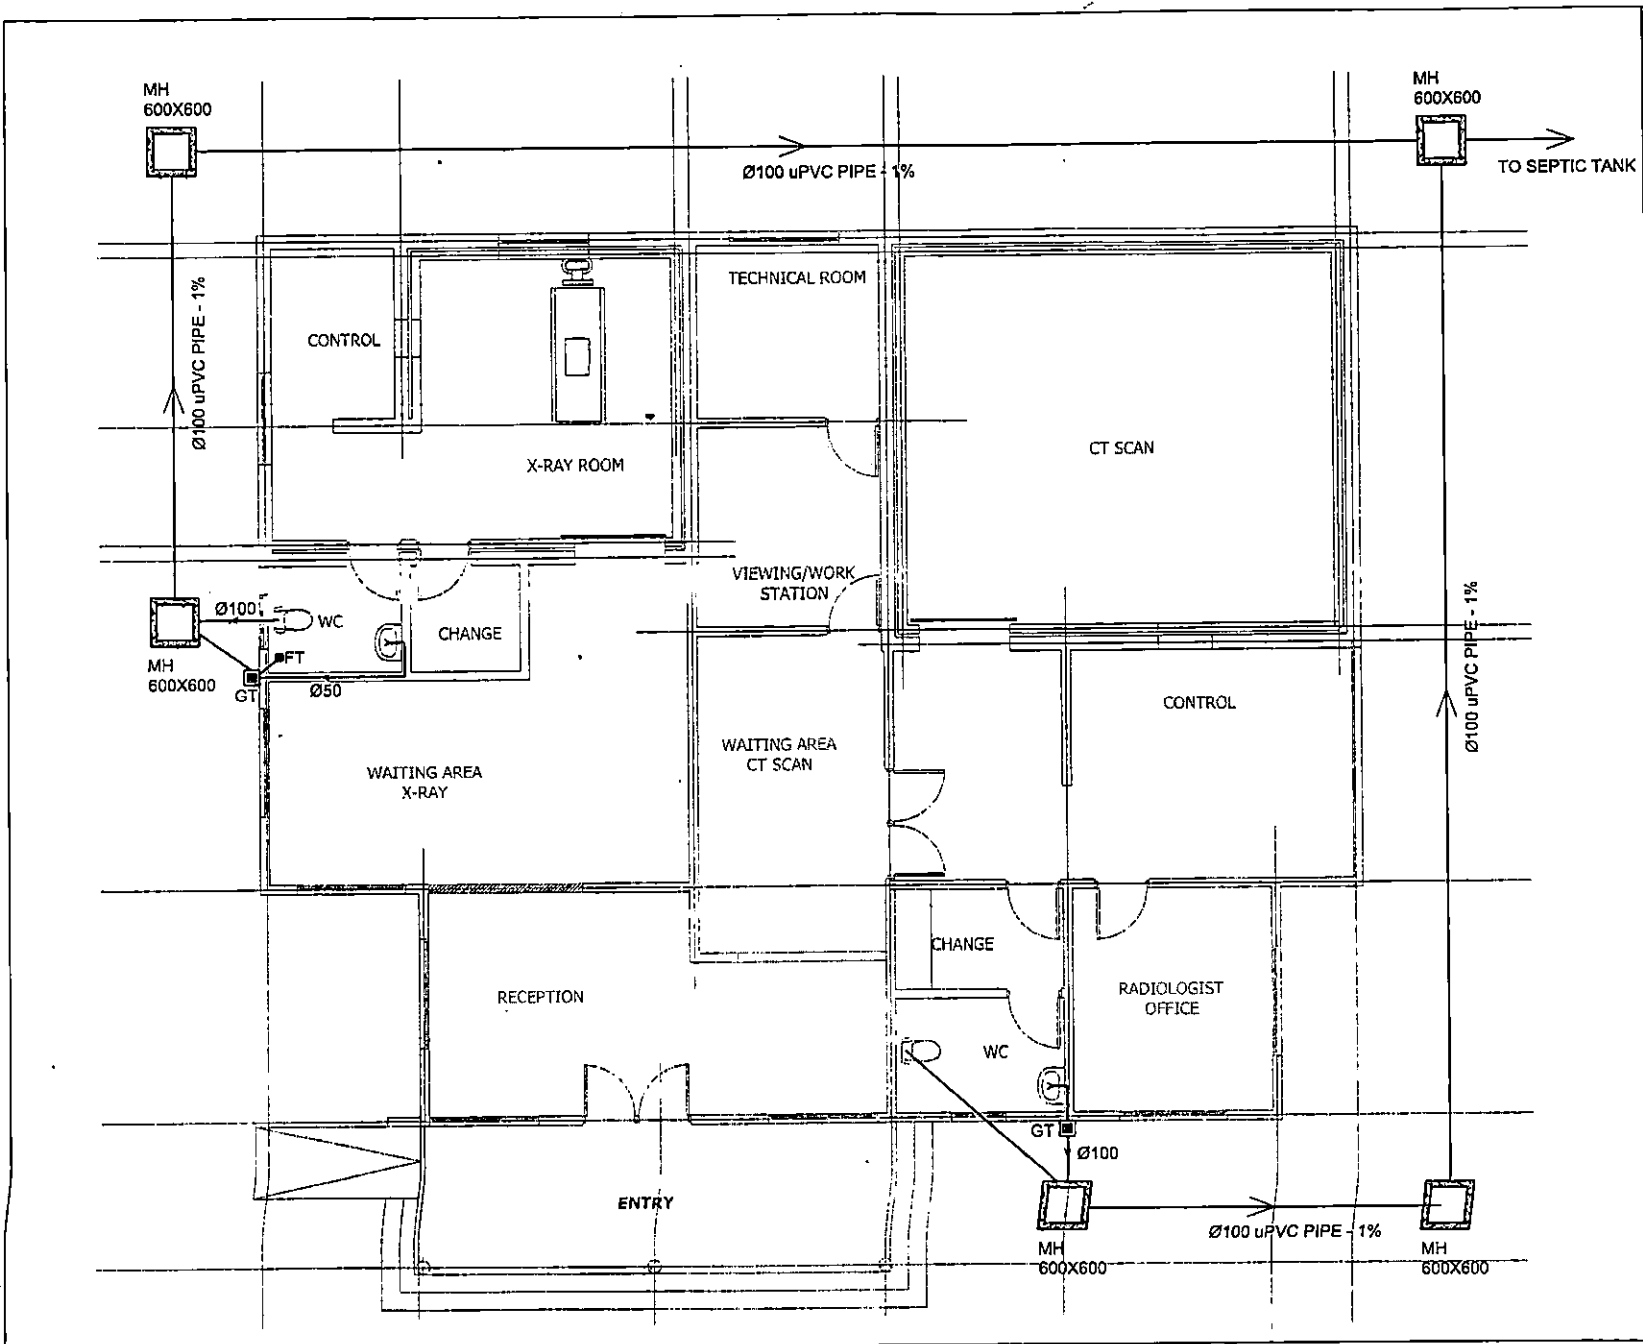 MH
600X600
MH
600X600
Ø100 uPVC PIPE - 1%
TO SEPTIC TANK
TECHNICAL ROOM
Ø100 uPVC PIPE - 1%
CONTROL
CT SCAN
X-RAY ROOM
VIEWING/WORK
STATION
Ø100
WC
CHANGE
Ø100 uPVC PIPE - 1%
FT
MH
600X600
GT
Ø50
CONTROL
WAITING AREA
CT SCAN
WAITING AREA
X-RAY
CHANGE
RECEPTION
RADIOLOGIST
OFFICE
WC
GT
Ø100
ENTRY
Ø100 uPVC PIPE - 1%
MH
600X600
MH
600X600